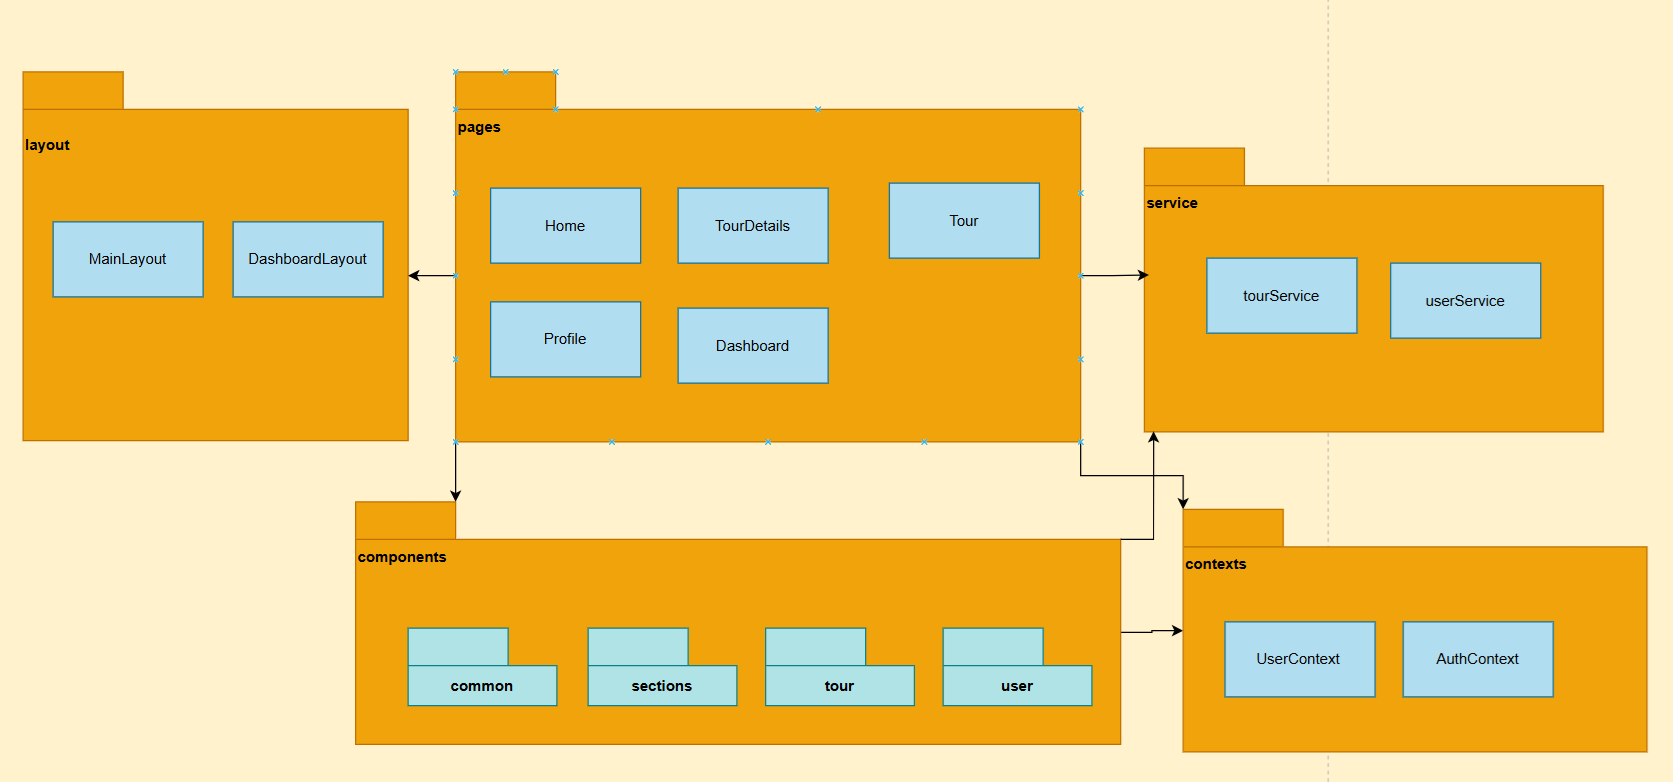 layout
MainLayout
DashboardLayout
pages
Home
TourDetails
Tour
Profile
Dashboard
service
tourService
userService
components
common
sections
tour
user
contexts
UserContext
AuthContext